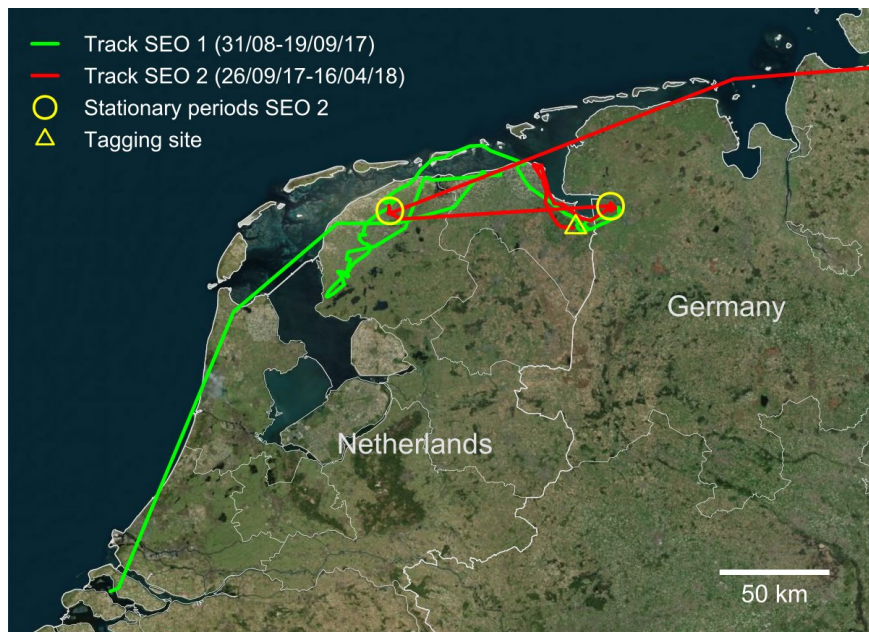 Track SEO 1 (31/08-19/09/17)
Track SEO 2 (26/09/17-16/04/18)
Stationary periods SEO 2
Tagging site
Germany
Netherlands
50 km